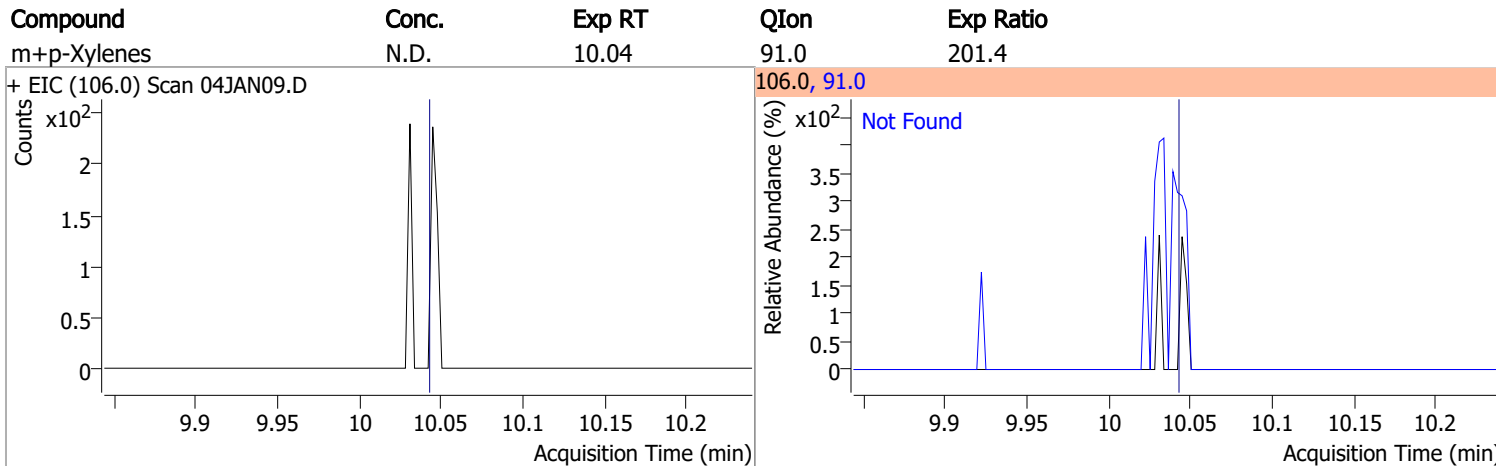 Compound Conc. Exp RT QIon Exp Ratio
m+p-Xylenes N.D. 10.04 91.0 201.4
+ EIC (106.0) Scan 04JAN09.D
Counts
x10²
2
1.5
1
0.5
0
9.9 9.95 10 10.05 10.1 10.15 10.2
Acquisition Time (min)
106.0, 91.0
Relative Abundance (%)
x10²
Not Found
3.5
3
2.5
2
1.5
1
0.5
0
9.9 9.95 10 10.05 10.1 10.15 10.2
Acquisition Time (min)